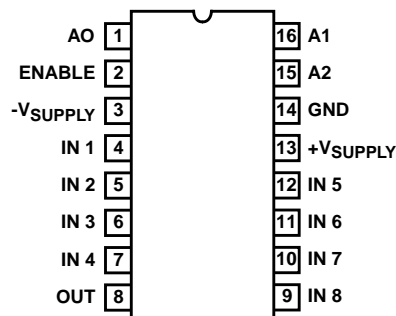 AO 1 16 A1
ENABLE 2 15 A2
-VSUPPLY 3 14 GND
IN 1 4 13 +VSUPPLY
IN 2 5 12 IN 5
IN 3 6 11 IN 6
IN 4 7 10 IN 7
OUT 8 9 IN 8